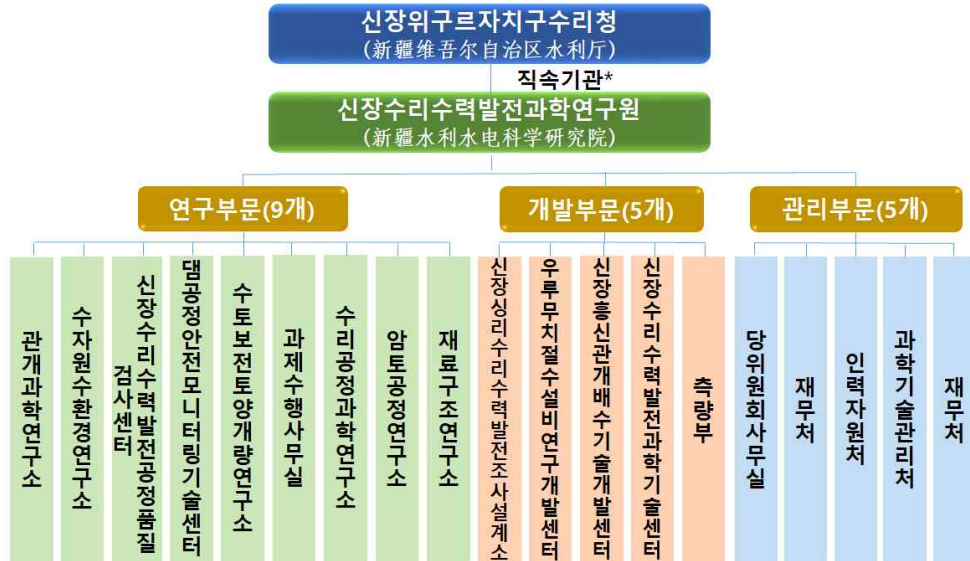 신장위구르자치구수리청
(新疆维吾尔自治区水利厅)
직속기관*
신장수리수력발전과학연구원
(新疆水利水电科学研究院)
연구부문(9개)
개발부문(5개)
관리부문(5개)
관개과학연구소
수자원수환경연구소
신장수리수력발전공정품질
검사센터
댐공정안전모니터링기술센터
수토보전토양개량연구소
과제수행사무실
수리공정과학연구소
암토공정연구소
재료구조연구소
신장싱리수리수력발전조사설계소
우루무치절수설비연구개발센터
신장흥신관개배수기술개발센터
신장수리수력발전과학기술센터
측량부
당위원회사무실
재무처
인력자원처
과학기술관리처
재무처